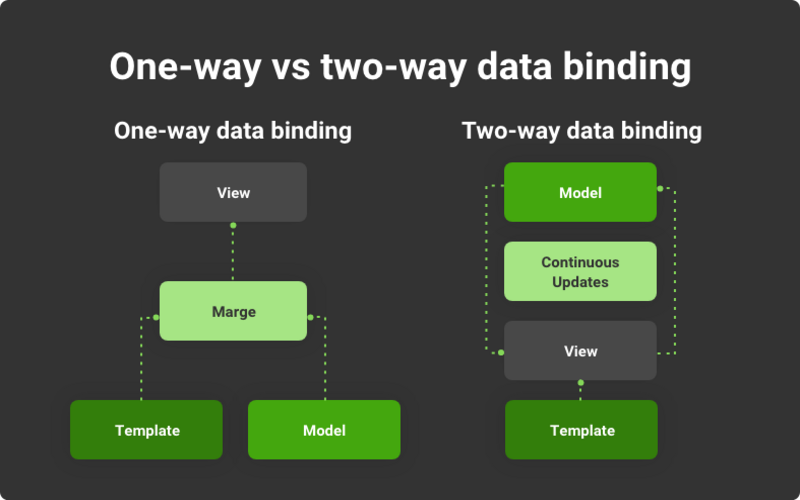 One-way vs two-way data binding
One-way data binding
View
Marge
Template
Model
Two-way data binding
Model
Continuous
Updates
View
Template